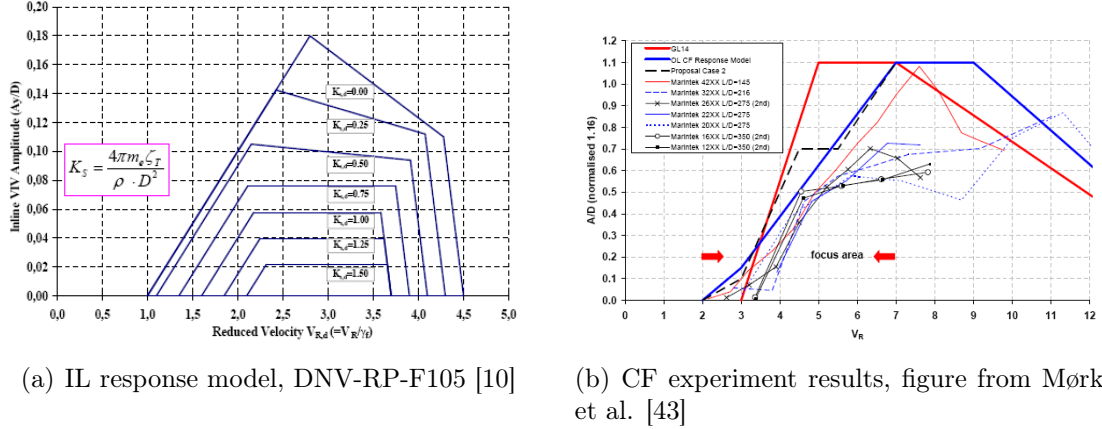 0,20
0,18
0,16
0,14
0,12
0,10
0,08
0,06
0,04
0,02
0,00
Inline VIV Amplitude (Ay/D)
K_S = 4πm_eζ_T / ρ · D^2
K_s,d=0.00
K_s,d=0.25
K_s,d=0.50
K_s,d=0.75
K_s,d=1.00
K_s,d=1.25
K_s,d=1.50
0,0 0,5 1,0 1,5 2,0 2,5 3,0 3,5 4,0 4,5 5,0
Reduced Velocity V_R,d (=V_R/γ_f)
(a) IL response model, DNV-RP-F105 [10]
1.2
1.1
1.0
0.9
0.8
0.7
0.6
0.5
0.4
0.3
0.2
0.1
0.0
A/D (normalised 1.16)
GL14
OL CF Response Model
Proposal Case 2
Marintek 42XX L/D=145
Marintek 32XX L/D=216
Marintek 26XX L/D=275 (2nd)
Marintek 22XX L/D=275
Marintek 20XX L/D=275
Marintek 16XX L/D=350 (2nd)
Marintek 12XX L/D=350 (2nd)
focus area
0 1 2 3 4 5 6 7 8 9 10 11 12
V_R
(b) CF experiment results, figure from Mørk
et al. [43]